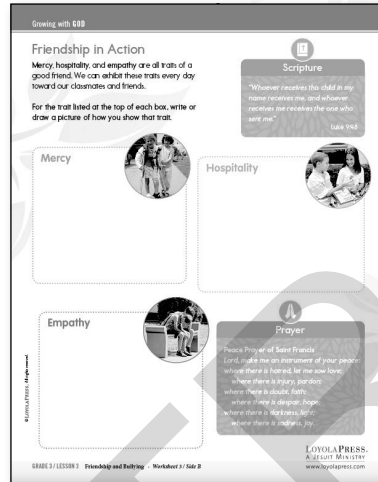 Growing with GOD
Friendship in Action
Mercy, hospitality, and empathy are all traits of a
good friend. We can exhibit these traits every day
toward our classmates and friends.
For the trait listed at the top of each box, write or
draw a picture of how you show that trait.
Scripture
"Whoever receives this child in my
name receives me, and whoever
receives me receives the one who
sent me."
Luke 9:48
Mercy
Hospitality
Empathy
Prayer
Peace Prayer of Saint Francis
Lord, make me an instrument of your peace:
where there is hatred, let me sow love;
where there is injury, pardon;
where there is doubt, faith;
where there is despair, hope;
where there is darkness, light;
where there is sadness, joy.
© LOYOLA PRESS. All rights reserved.
LOYOLA PRESS.
A JESUIT MINISTRY
www.loyolapress.com
GRADE 3 / LESSON 3 Friendship and Bullying • Worksheet 3 / Side B